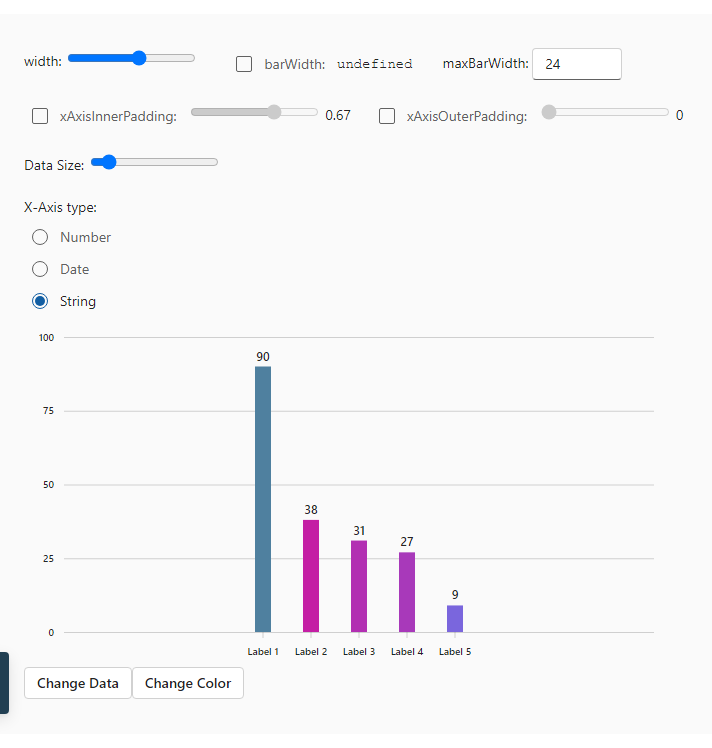 width: barWidth: undefined maxBarWidth: 24
xAxisInnerPadding: 0.67 xAxisOuterPadding: 0
Data Size:
X-Axis type:
Number
Date
String
100
90
75
50
38
31
27
25
9
0
Label 1 Label 2 Label 3 Label 4 Label 5
Change Data Change Color